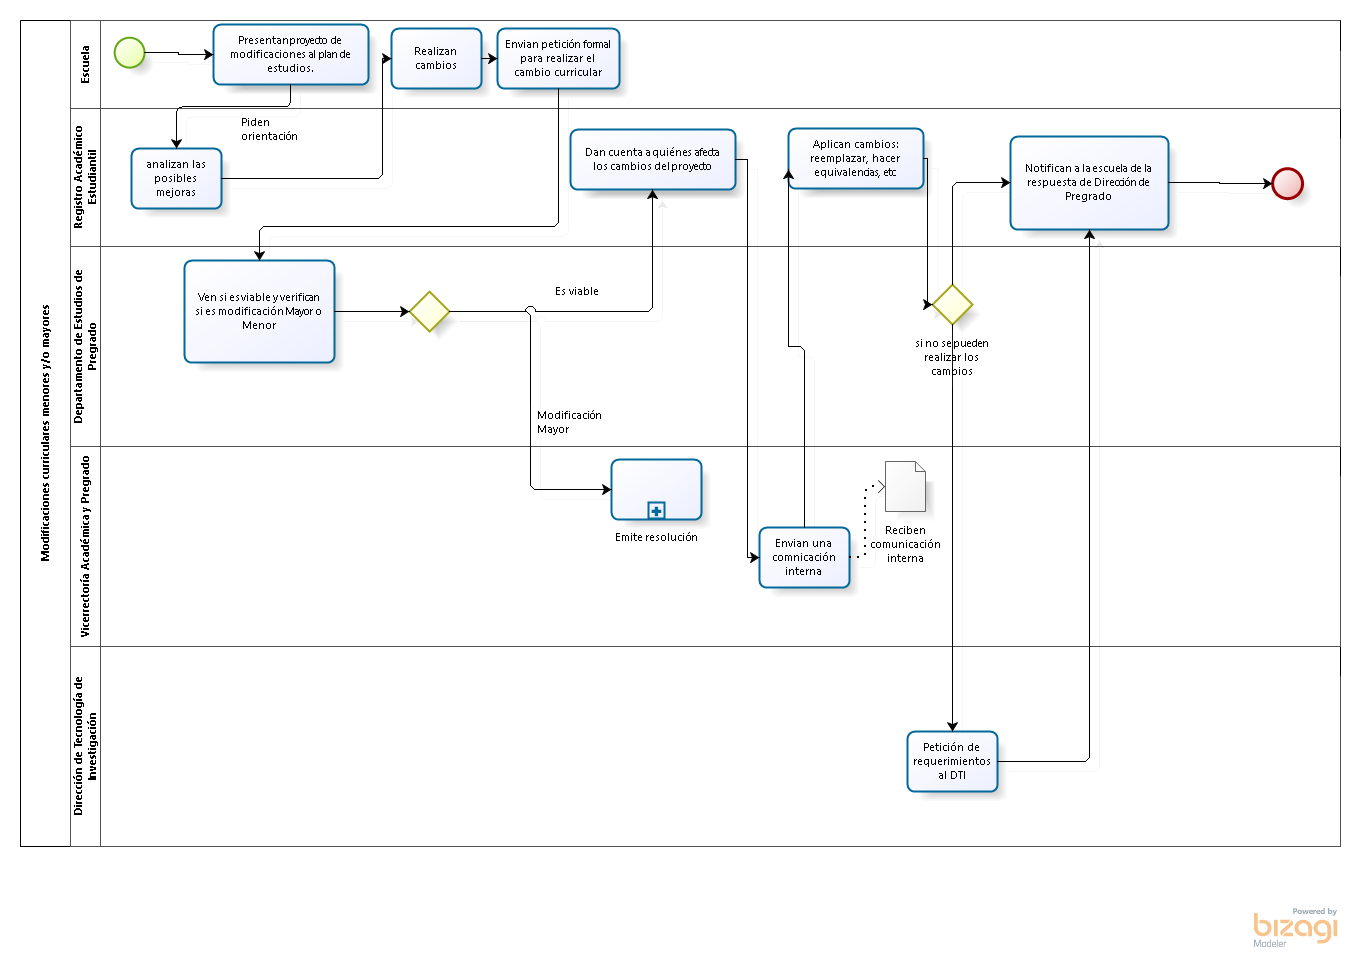 Modificaciones curriculares menores y/o mayores
Escuela
Presentan proyecto de
modificaciones al plan de
estudios.
Realizan
cambios
Envian petición formal
para realizar el
cambio curricular
Registro Académico
Estudiantil
Piden
orientación
analizan las
posibles
mejoras
Dan cuenta a quiénes afecta
los cambios del proyecto
Aplican cambios:
reemplazar, hacer
equivalencias, etc
Notifican a la escuela de la
respuesta de Dirección de
Pregrado
Departamento de Estudios de
Pregrado
Ven si es viable y verifican
si es modificación Mayor o
Menor
Es viable
Modificación
Mayor
si no se pueden
realizar los
cambios
Vicerrectoría Académica y Pregrado
Emite resolución
Envian una
comnicación
interna
Reciben
comunicación
interna
Dirección de Tecnología de
Investigación
Petición de
requerimientos
al DTI
Powered by
bizagi
Modeler